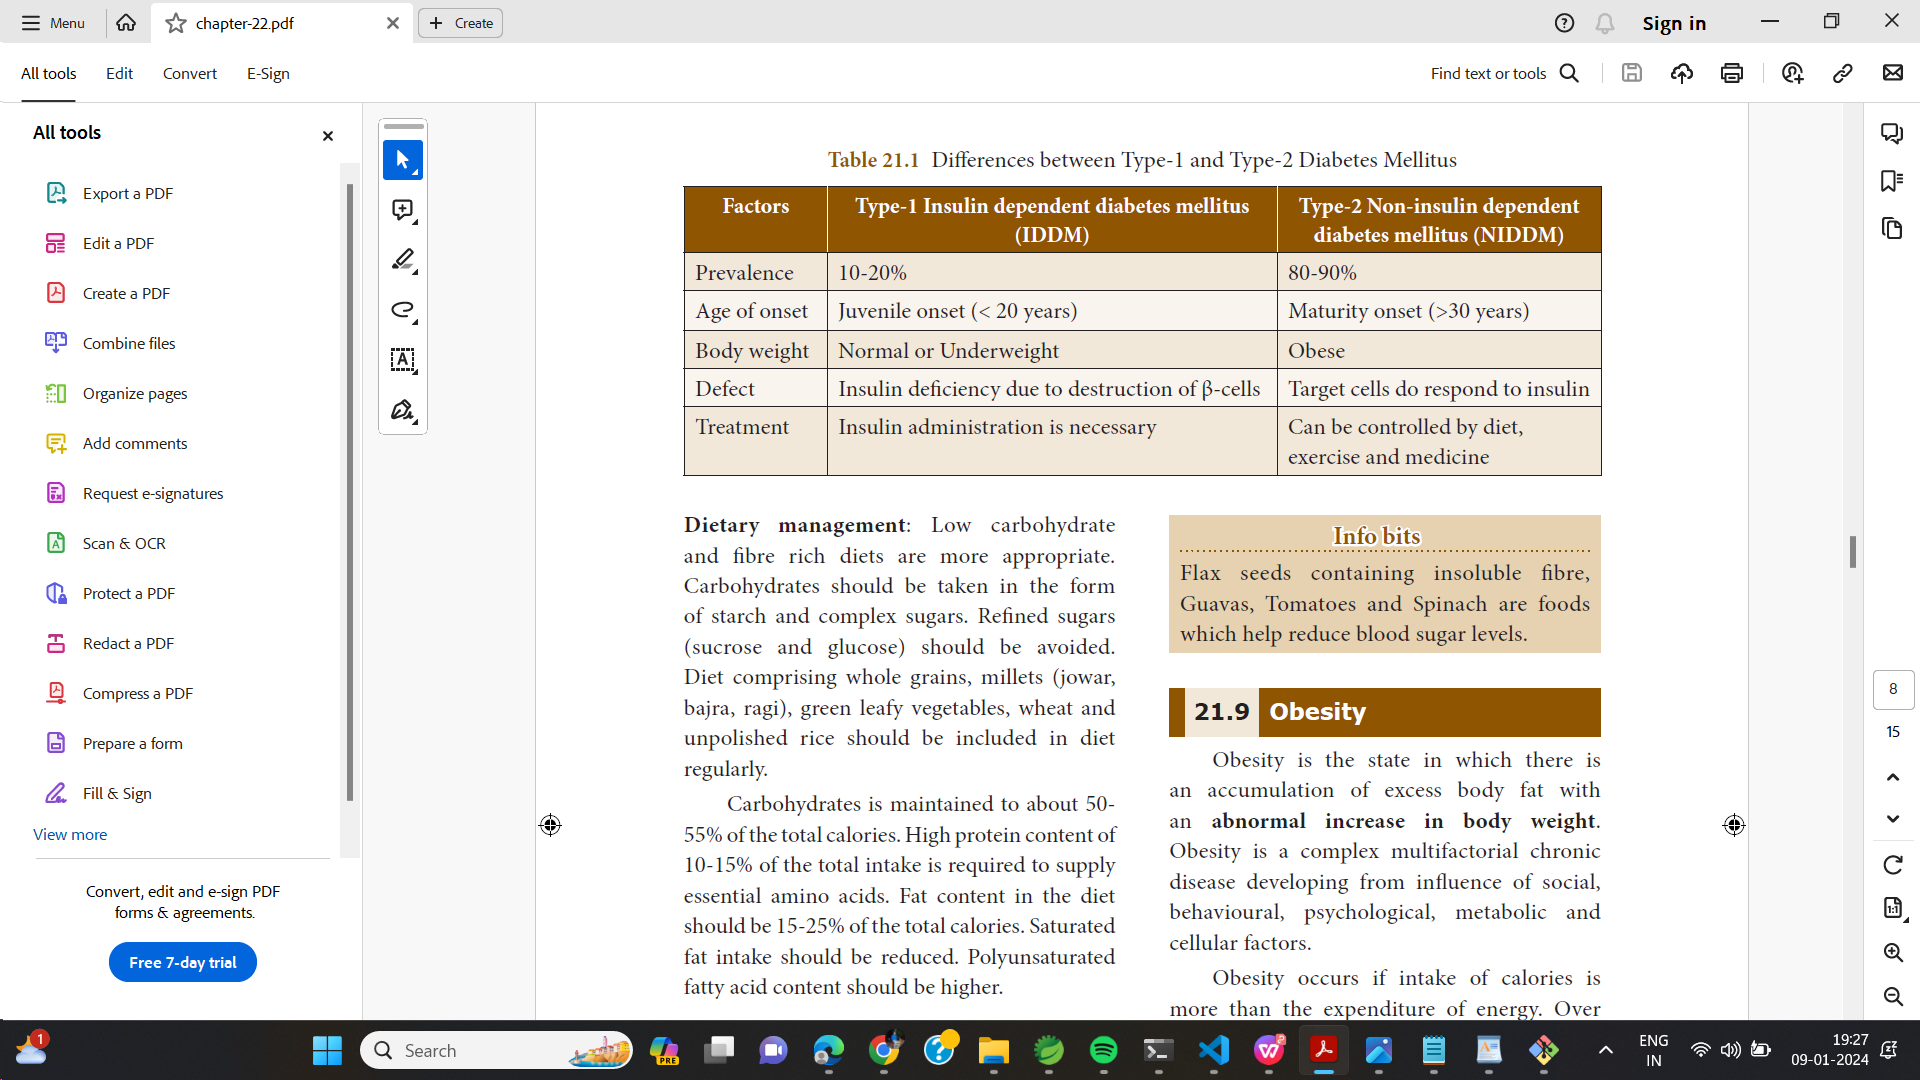 Menu
chapter-22.pdf
Create
Sign in
All tools
Edit
Convert
E-Sign
Find text or tools
All tools
Export a PDF
Edit a PDF
Create a PDF
Combine files
Organize pages
Add comments
Request e-signatures
Scan & OCR
Protect a PDF
Redact a PDF
Compress a PDF
Prepare a form
Fill & Sign
View more
Convert, edit and e-sign PDF
forms & agreements.
Free 7-day trial
Table 21.1 Differences between Type-1 and Type-2 Diabetes Mellitus
Factors
Type-1 Insulin dependent diabetes mellitus
(IDDM)
Type-2 Non-insulin dependent
diabetes mellitus (NIDDM)
Prevalence
10-20%
80-90%
Age of onset
Juvenile onset (< 20 years)
Maturity onset (>30 years)
Body weight
Normal or Underweight
Obese
Defect
Insulin deficiency due to destruction of β-cells
Target cells do respond to insulin
Treatment
Insulin administration is necessary
Can be controlled by diet,
exercise and medicine
Dietary management: Low carbohydrate
and fibre rich diets are more appropriate.
Carbohydrates should be taken in the form
of starch and complex sugars. Refined sugars
(sucrose and glucose) should be avoided.
Diet comprising whole grains, millets (jowar,
bajra, ragi), green leafy vegetables, wheat and
unpolished rice should be included in diet
regularly.
Carbohydrates is maintained to about 50-
55% of the total calories. High protein content of
10-15% of the total intake is required to supply
essential amino acids. Fat content in the diet
should be 15-25% of the total calories. Saturated
fat intake should be reduced. Polyunsaturated
fatty acid content should be higher.
Info bits
Flax seeds containing insoluble fibre,
Guavas, Tomatoes and Spinach are foods
which help reduce blood sugar levels.
21.9 Obesity
Obesity is the state in which there is
an accumulation of excess body fat with
an abnormal increase in body weight.
Obesity is a complex multifactorial chronic
disease developing from influence of social,
behavioural, psychological, metabolic and
cellular factors.
Obesity occurs if intake of calories is
more than the expenditure of energy. Over
8
15
1:1
1
Search
PRE
ENG
IN
19:27
09-01-2024